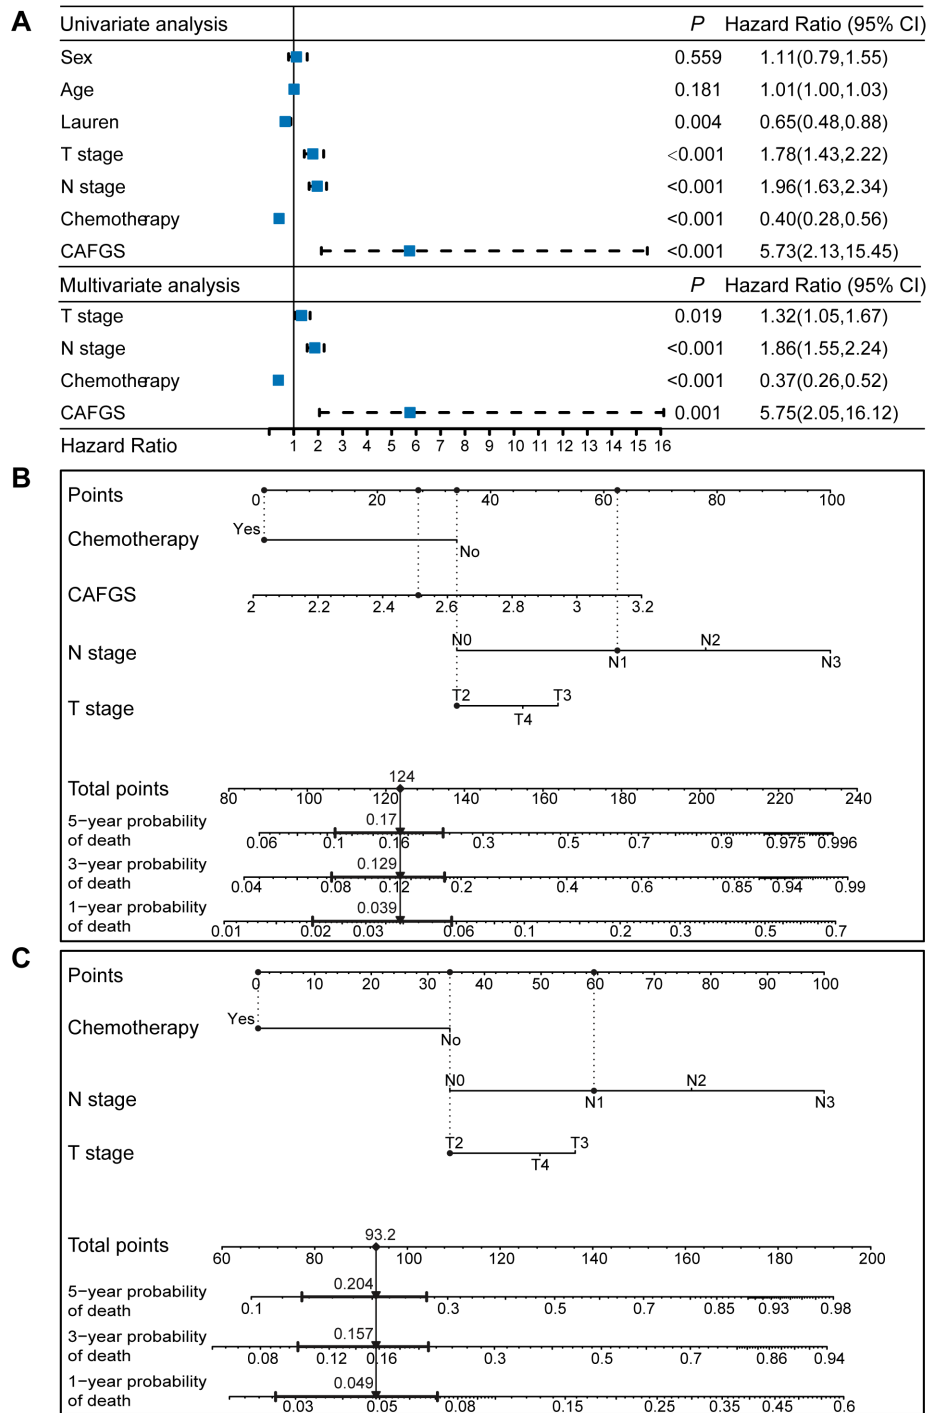 A
Univariate analysis P Hazard Ratio (95% CI)
Sex 0.559 1.11(0.79,1.55)
Age 0.181 1.01(1.00,1.03)
Lauren 0.004 0.65(0.48,0.88)
T stage <0.001 1.78(1.43,2.22)
N stage <0.001 1.96(1.63,2.34)
Chemotherapy <0.001 0.40(0.28,0.56)
CAFGS <0.001 5.73(2.13,15.45)
Multivariate analysis P Hazard Ratio (95% CI)
T stage 0.019 1.32(1.05,1.67)
N stage <0.001 1.86(1.55,2.24)
Chemotherapy <0.001 0.37(0.26,0.52)
CAFGS 0.001 5.75(2.05,16.12)
Hazard Ratio 1 2 3 4 5 6 7 8 9 10 11 12 13 14 15 16
B
Points 0 20 40 60 80 100
Yes
Chemotherapy
No
CAFGS
2 2.2 2.4 2.6 2.8 3 3.2
N0 N2
N stage
N1 N3
T2 T3
T stage
T4
124
Total points
80 100 120 140 160 180 200 220 240
5−year probability 0.17
of death 0.06 0.1 0.16 0.3 0.5 0.7 0.9 0.975 0.996
3−year probability 0.129
of death 0.04 0.08 0.12 0.2 0.4 0.6 0.85 0.94 0.99
1−year probability 0.039
of death 0.01 0.02 0.03 0.06 0.1 0.2 0.3 0.5 0.7
C
Points 0 10 20 30 40 50 60 70 80 90 100
Yes
Chemotherapy
No
N0 N2
N stage
N1 N3
T2 T3
T stage
T4
93.2
Total points
60 80 100 120 140 160 180 200
5−year probability 0.204
of death 0.1 0.3 0.5 0.7 0.85 0.93 0.98
3−year probability 0.157
of death 0.08 0.12 0.16 0.3 0.5 0.7 0.86 0.94
1−year probability 0.049
of death 0.03 0.05 0.08 0.15 0.25 0.35 0.45 0.6